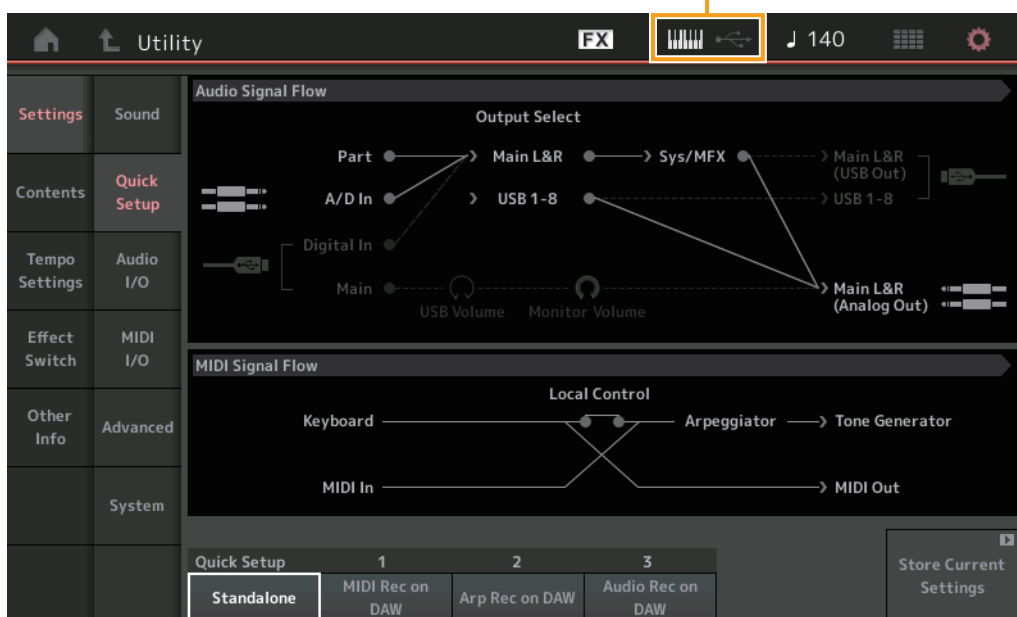 Utility
FX
♩ 140
Settings
Contents
Tempo
Settings
Effect
Switch
Other
Info
Sound
Quick
Setup
Audio
I/O
MIDI
I/O
Advanced
System
Audio Signal Flow
Output Select
Part
Main L&R
Sys/MFX
Main L&R
(USB Out)
A/D In
USB 1-8
USB 1-8
Digital In
Main
USB Volume
Monitor Volume
Main L&R
(Analog Out)
MIDI Signal Flow
Local Control
Keyboard
Arpeggiator
Tone Generator
MIDI In
MIDI Out
Quick Setup
1
2
3
Standalone
MIDI Rec on
DAW
Arp Rec on DAW
Audio Rec on
DAW
Store Current
Settings